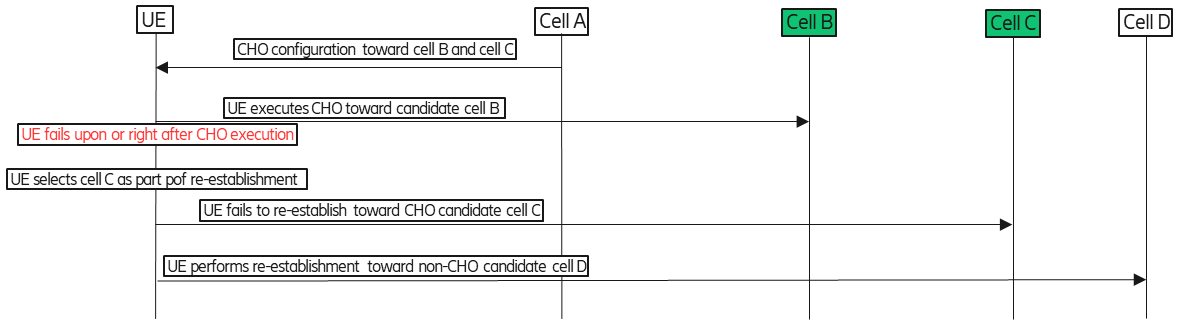 UE
Cell A
Cell B
Cell C
Cell D
CHO configuration toward cell B and cell C
UE executes CHO toward candidate cell B
UE fails upon or right after CHO execution
UE selects cell C as part pof re-establishment
UE fails to re-establish toward CHO candidate cell C
UE performs re-establishment toward non-CHO candidate cell D